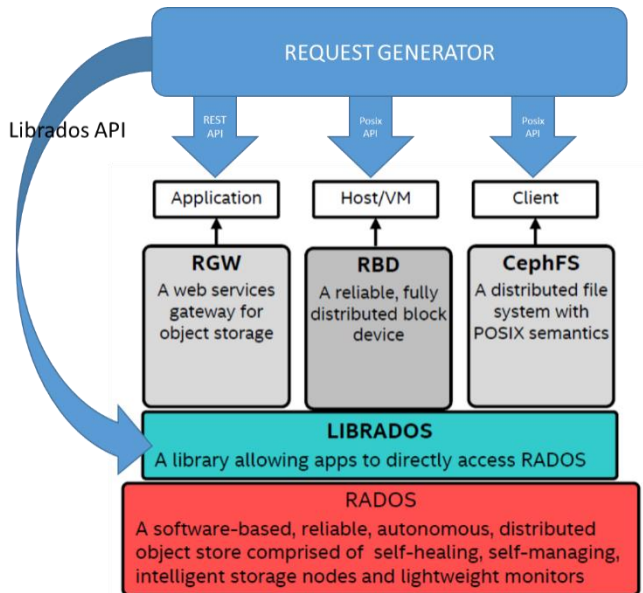 REQUEST GENERATOR
Librados API
REST
API
Posix
API
Posix
API
Application
Host/VM
Client
RGW
A web services
gateway for
object storage
RBD
A reliable, fully
distributed block
device
CephFS
A distributed file
system with
POSIX semantics
LIBRADOS
A library allowing apps to directly access RADOS
RADOS
A software-based, reliable, autonomous, distributed
object store comprised of self-healing, self-managing,
intelligent storage nodes and lightweight monitors